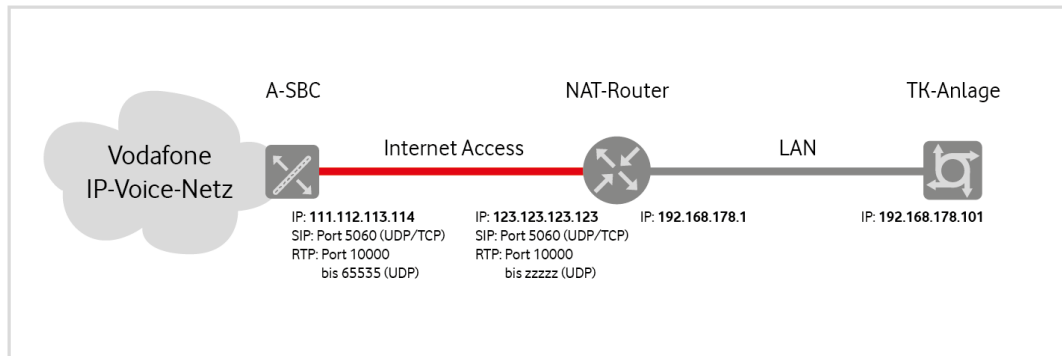 A-SBC
NAT-Router
TK-Anlage
Vodafone
IP-Voice-Netz
Internet Access
LAN
IP: 111.112.113.114
SIP: Port 5060 (UDP/TCP)
RTP: Port 10000
bis 65535 (UDP)
IP: 123.123.123.123
SIP: Port 5060 (UDP/TCP)
RTP: Port 10000
bis zzzzz (UDP)
IP: 192.168.178.1
IP: 192.168.178.101